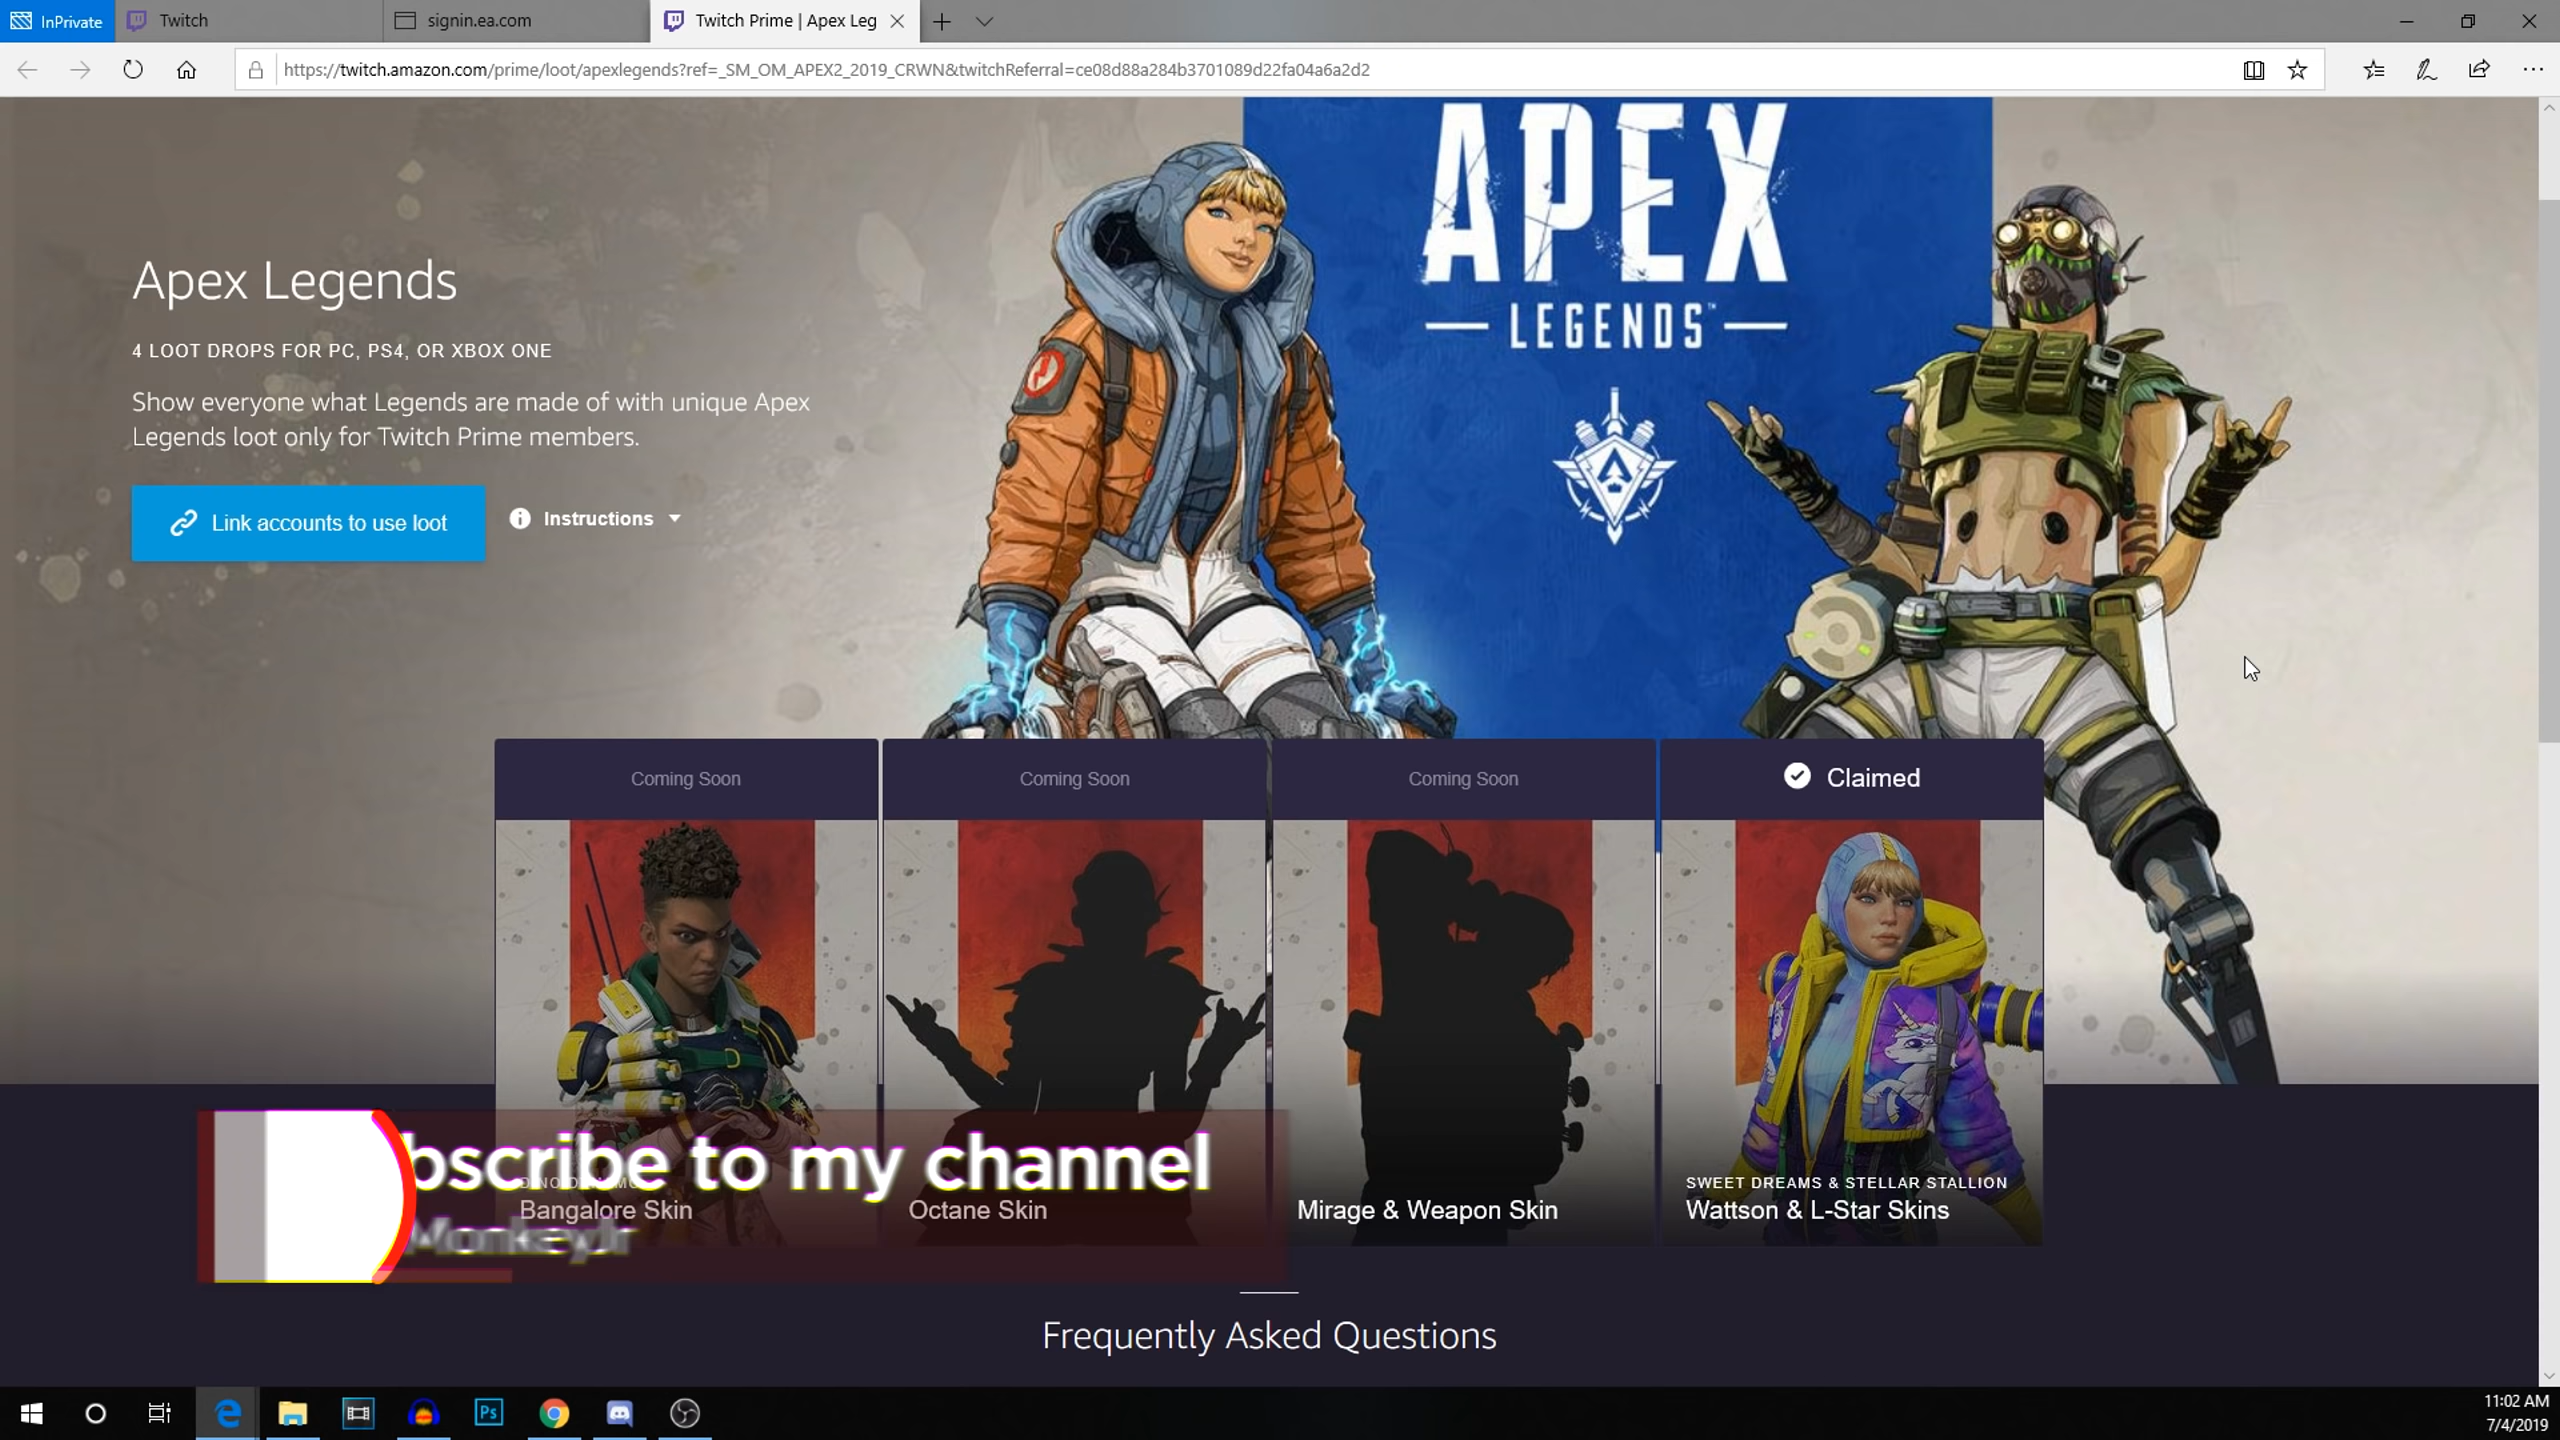 InPrivate
Twitch
signin.ea.com
Twitch Prime | Apex Leg
https://twitch.amazon.com/prime/loot/apexlegends?ref=_SM_OM_APEX2_2019_CRWN&twitchReferral=ce08d88a284b3701089d22fa04a6a2d2
APEX
LEGENDS™
Apex Legends
4 LOOT DROPS FOR PC, PS4, OR XBOX ONE
Show everyone what Legends are made of with unique Apex
Legends loot only for Twitch Prime members.
Link accounts to use loot
Instructions
Coming Soon
Coming Soon
Coming Soon
Claimed
bscribe to my channel
MonkeyJr
Bangalore Skin
Octane Skin
Mirage & Weapon Skin
SWEET DREAMS & STELLAR STALLION
Wattson & L-Star Skins
Frequently Asked Questions
Ps
11:02 AM
7/4/2019